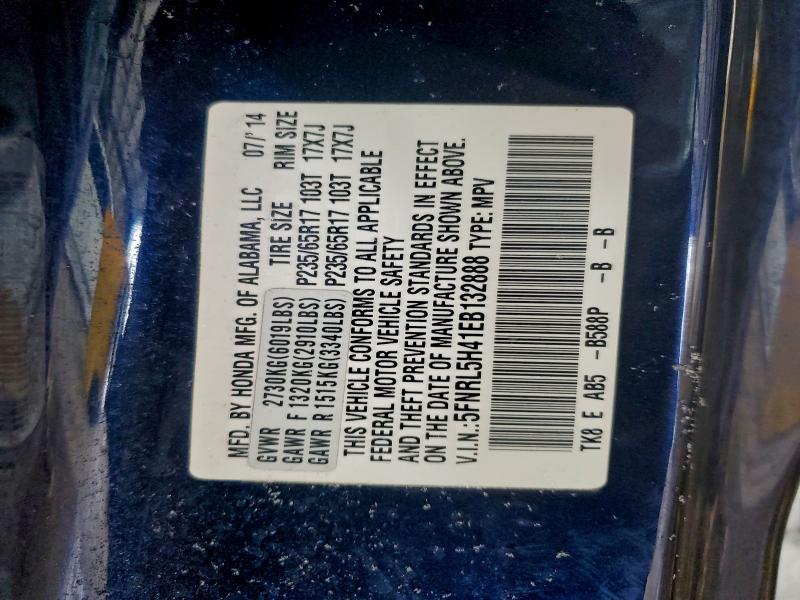 MFD. BY HONDA MFG. OF ALABAMA, LLC 07/'14
GVWR 2730KG(6019LBS) TIRE SIZE RIM SIZE
GAWR F 1320KG(2910LBS) P235/65R17 103T 17X7J
GAWR R 1515KG(3340LBS) P235/65R17 103T 17X7J
THIS VEHICLE CONFORMS TO ALL APPLICABLE
FEDERAL MOTOR VEHICLE SAFETY
AND THEFT PREVENTION STANDARDS IN EFFECT
ON THE DATE OF MANUFACTURE SHOWN ABOVE.
V.I.N.:5FNRL5H41EB132888 TYPE: MPV
TK8 E AB5 -B588P -B -B